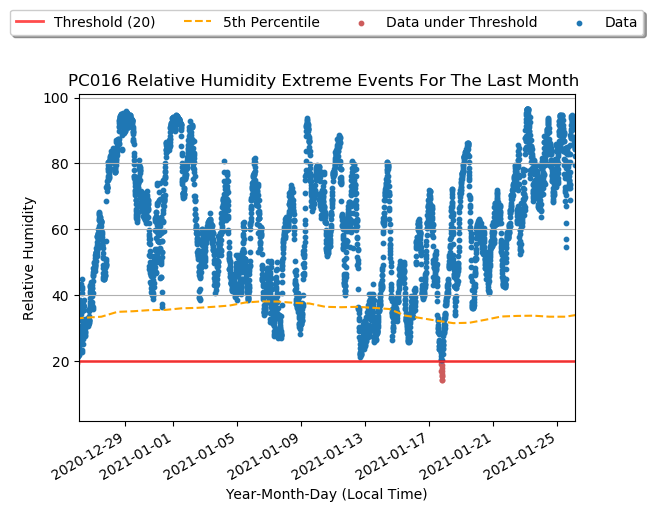 Threshold (20) 5th Percentile Data under Threshold Data
PC016 Relative Humidity Extreme Events For The Last Month
100
80
60
40
20
Relative Humidity
2020-12-29 2021-01-01 2021-01-05 2021-01-09 2021-01-13 2021-01-17 2021-01-21 2021-01-25
Year-Month-Day (Local Time)